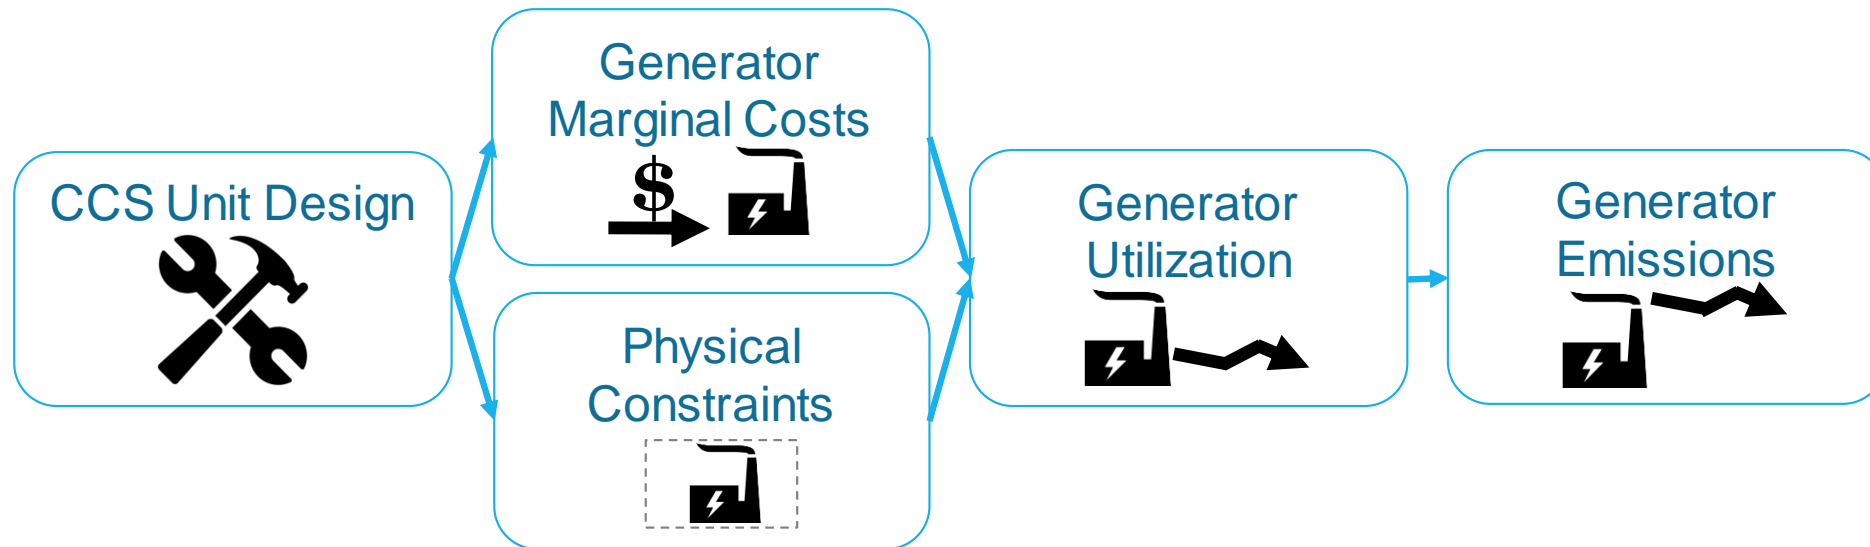 CCS Unit Design
Generator
Marginal Costs
$
Physical
Constraints
Generator
Utilization
Generator
Emissions